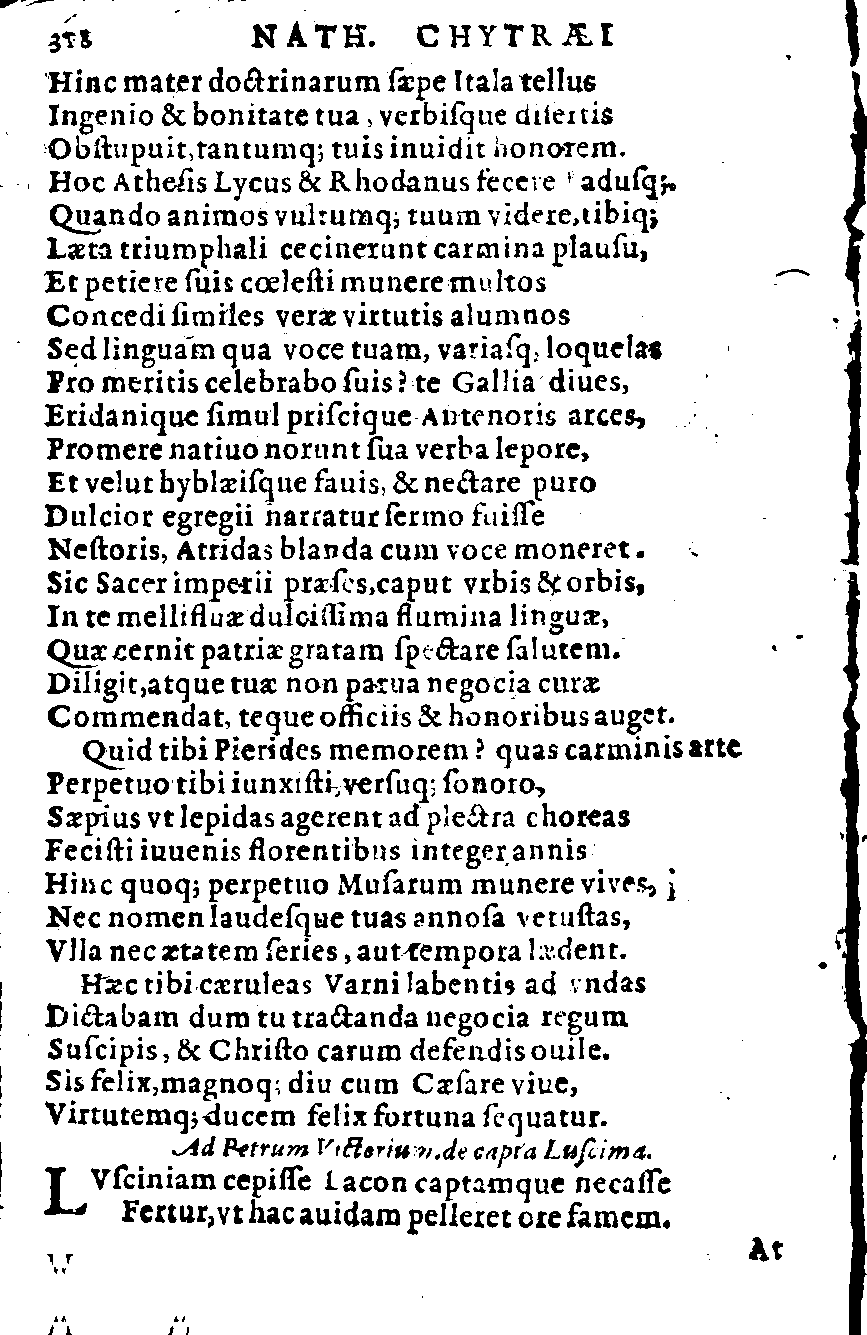 318 NATH. CHYTRÆI
Hinc mater doctrinarum sæpe Itala tellus
Ingenio & bonitate tua, verbiſque diſertis
Obſtupuit, tantumq; tuis inuidit honorem.
Hoc Atheſis Lycus & Rhodanus fecere aduſq;.
Quando animos vultumq; tuum videre, tibiq;
Læta triumphali cecinerunt carmina plauſu,
Et petiere ſuis cœleſti munere multos
Concedi ſimiles veræ virtutis alumnos
Sed linguam qua voce tuam, variaſq, loquelas
Pro meritis celebrabo ſuis? te Gallia diues,
Eridanique ſimul priſcique Antenoris arces,
Promere natiuo norunt ſua verba lepore,
Et velut hyblæiſque fauis, & nectare puro
Dulcior egregii narratur ſermo fuiſſe
Neſtoris, Atridas blanda cum voce moneret.
Sic Sacer imperii præſes, caput vrbis & orbis,
In te mellifluæ dulciſſima flumina linguæ,
Quæ cernit patriæ gratam ſpectare ſalutem.
Diligit, atque tuæ non parua negocia curæ
Commendat, teque officiis & honoribus auget.
Quid tibi Pierides memorem? quas carminis arte
Perpetuo tibi iunxiſti, verſuq; ſonoro,
Sæpius vt lepidas agerent ad plectra choreas
Feciſti iuuenis florentibus integer annis
Hinc quoq; perpetuo Muſarum munere vives,
Nec nomen laudeſque tuas annoſa vetuſtas,
Vlla nec ætatem ſeries, aut tempora lædent.
Hæc tibi cæruleas Varni labentis ad vndas
Dictabam dum tu tractanda negocia regum
Suſcipis, & Chriſto carum defendis ouile.
Sis felix, magnoq; diu cum Cæſare viue,
Virtutemq; ducem felix fortuna ſequatur.
Ad Petrum Victorium, de capta Luſcima.
LVſciniam cepiſſe Lacon captamque necaſſe
Fertur, vt hac auidam pelleret ore famem.
At